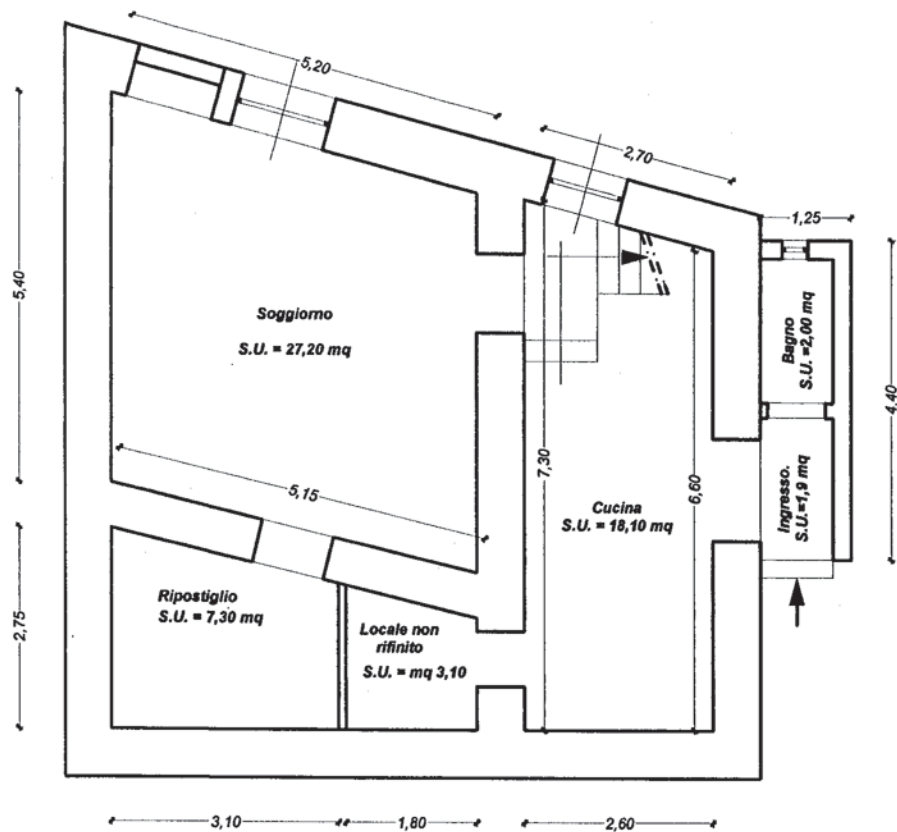 5,20
2,70
1,25
5,40
Soggiorno
S.U. = 27,20 mq
Bagno
S.U. =2,00 mq
4,40
5,15
7,30
6,60
Cucina
S.U. = 18,10 mq
Ingresso.
S.U.=1,9 mq
2,75
Ripostiglio
S.U. = 7,30 mq
Locale non
rifinito
S.U. = mq 3,10
3,10
1,80
2,60